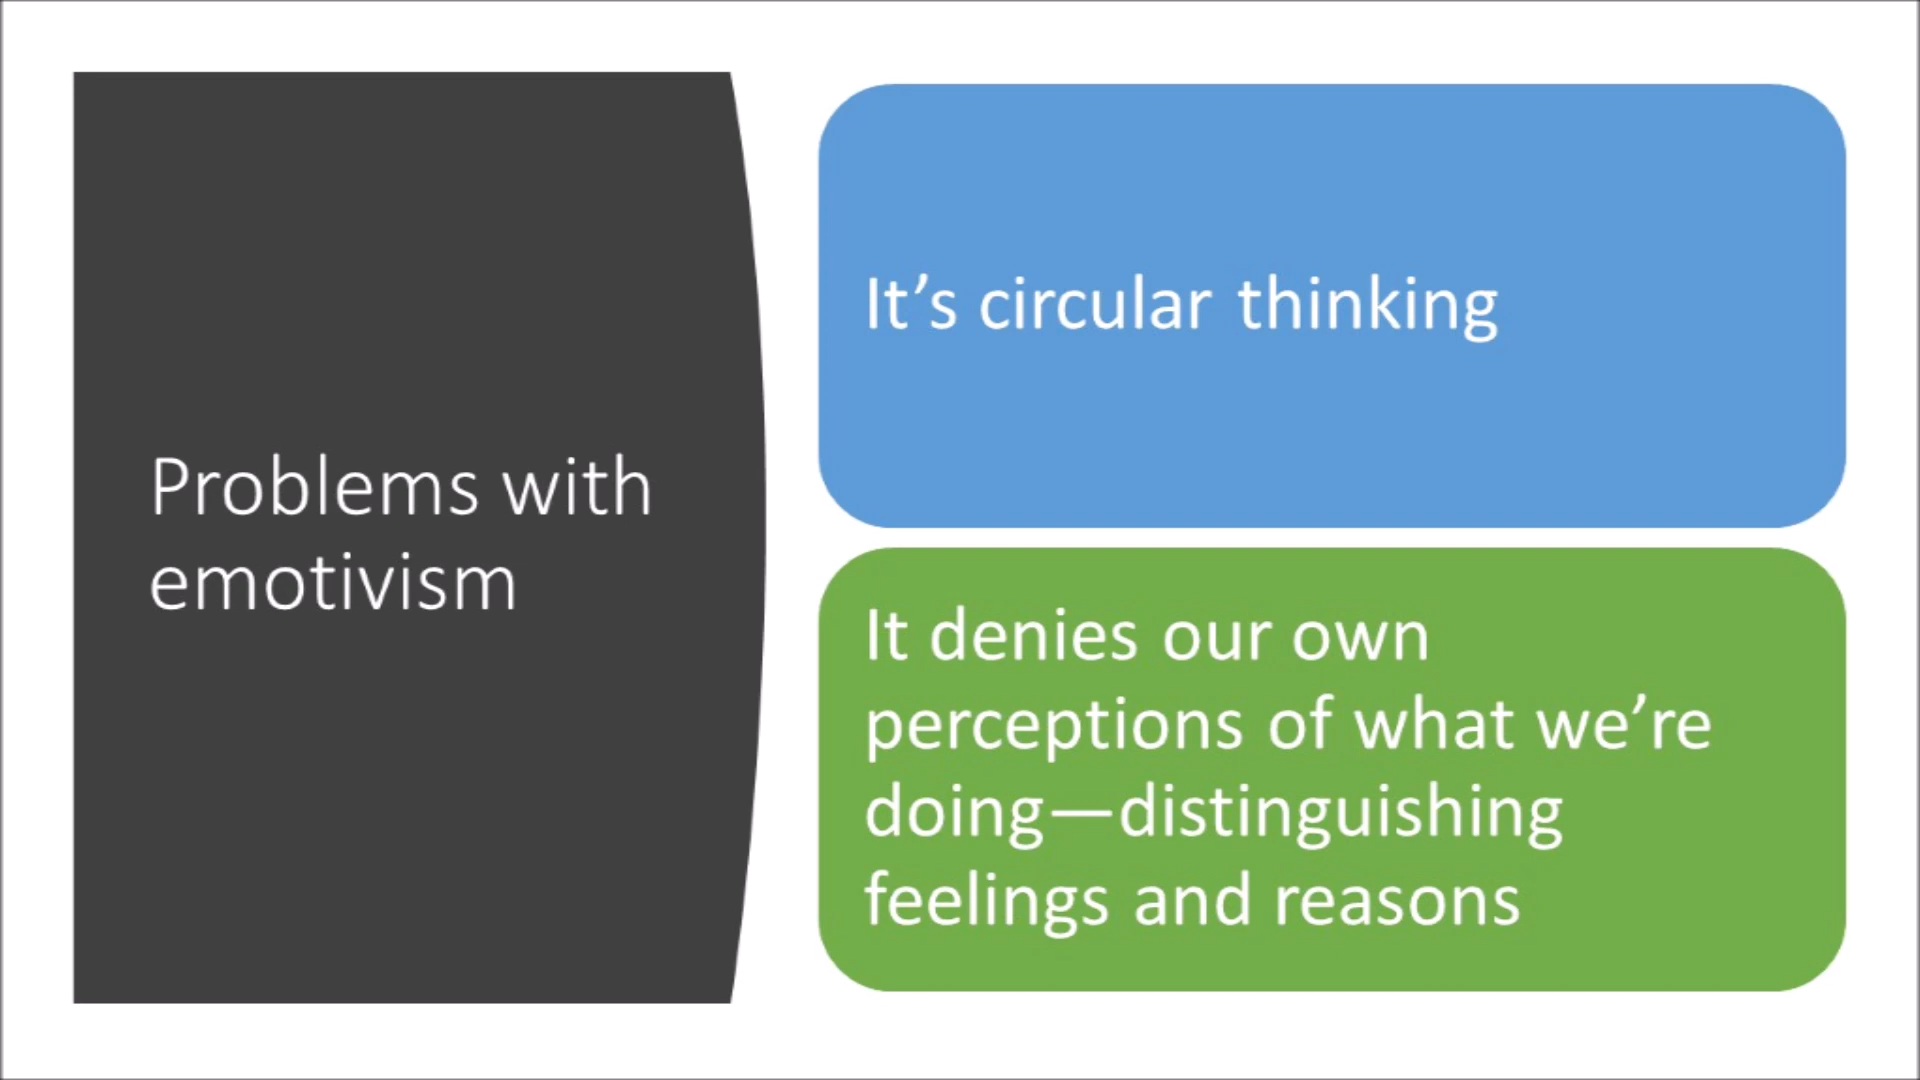 Problems with
emotivism
It’s circular thinking
It denies our own
perceptions of what we’re
doing—distinguishing
feelings and reasons